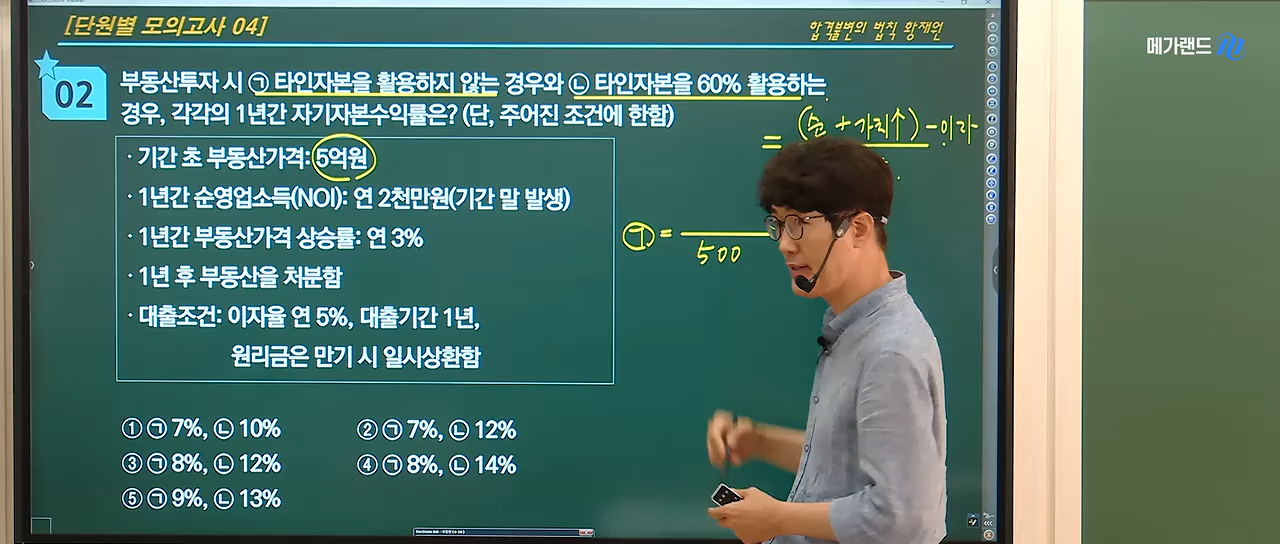 [단원별 모의고사 04]
합격불변의 법칙 황재원
메가랜드
02
부동산투자 시 ㉠ 타인자본을 활용하지 않는 경우와 ㉡ 타인자본을 60% 활용하는
경우, 각각의 1년간 자기자본수익률은? (단, 주어진 조건에 한함)
· 기간 초 부동산가격: 5억원
· 1년간 순영업소득(NOI): 연 2천만원(기간 말 발생)
· 1년간 부동산가격 상승률: 연 3%
· 1년 후 부동산을 처분함
· 대출조건: 이자율 연 5%, 대출기간 1년,
원리금은 만기 시 일시상환함
= (순 + 가치↑) - 이자
㉠ =
500
① ㉠ 7%, ㉡ 10%
② ㉠ 7%, ㉡ 12%
③ ㉠ 8%, ㉡ 12%
④ ㉠ 8%, ㉡ 14%
⑤ ㉠ 9%, ㉡ 13%